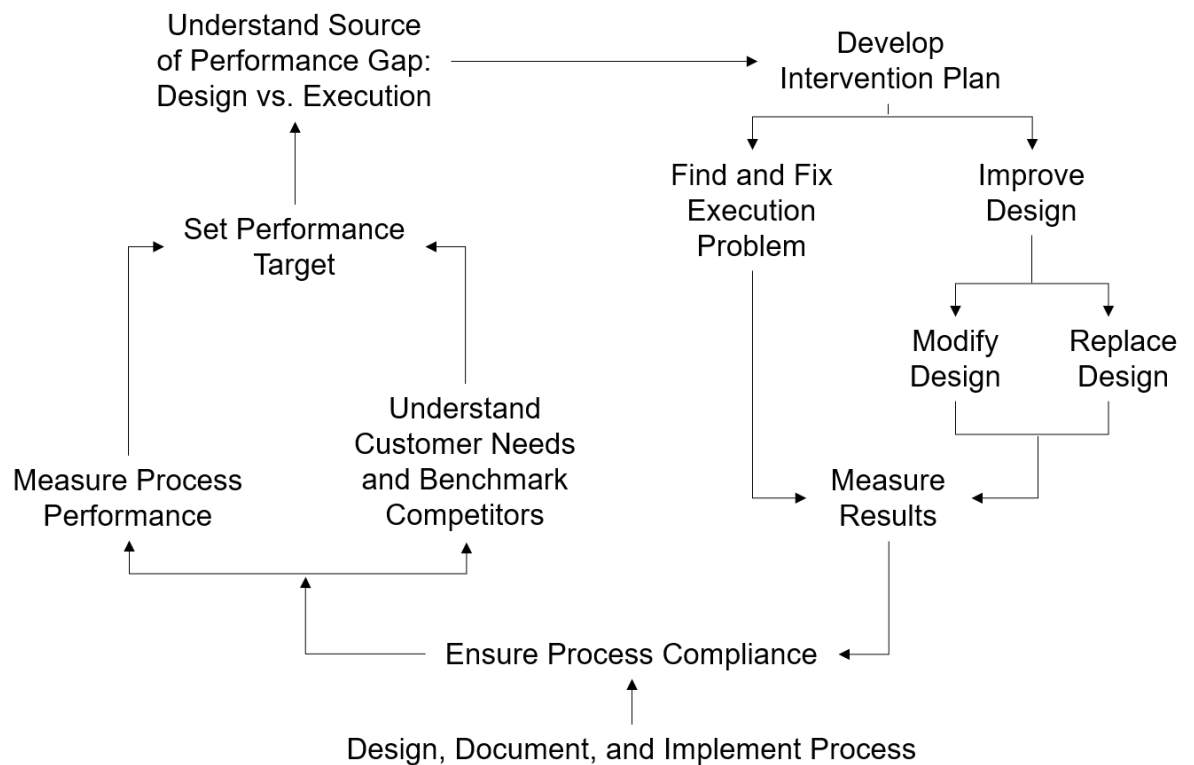 Understand Source
of Performance Gap:
Design vs. Execution
Develop
Intervention Plan
Find and Fix
Execution
Problem
Improve
Design
Set Performance
Target
Modify
Design
Replace
Design
Understand
Customer Needs
and Benchmark
Competitors
Measure Process
Performance
Measure
Results
Ensure Process Compliance
Design, Document, and Implement Process